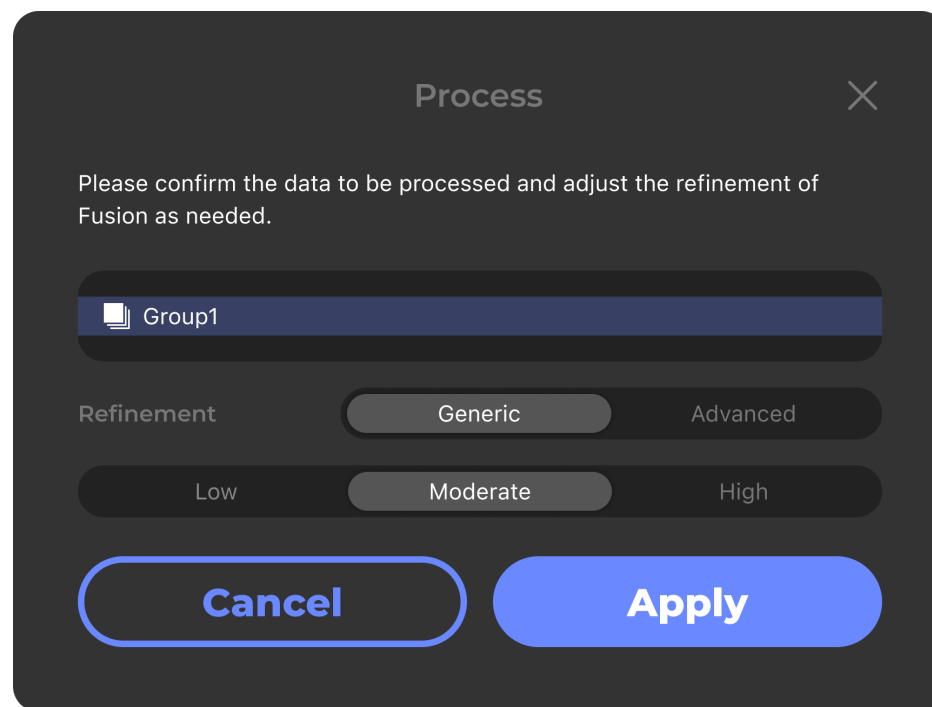 Process
Please confirm the data to be processed and adjust the refinement of
Fusion as needed.
Group1
Refinement Generic Advanced
Low Moderate High
Cancel Apply